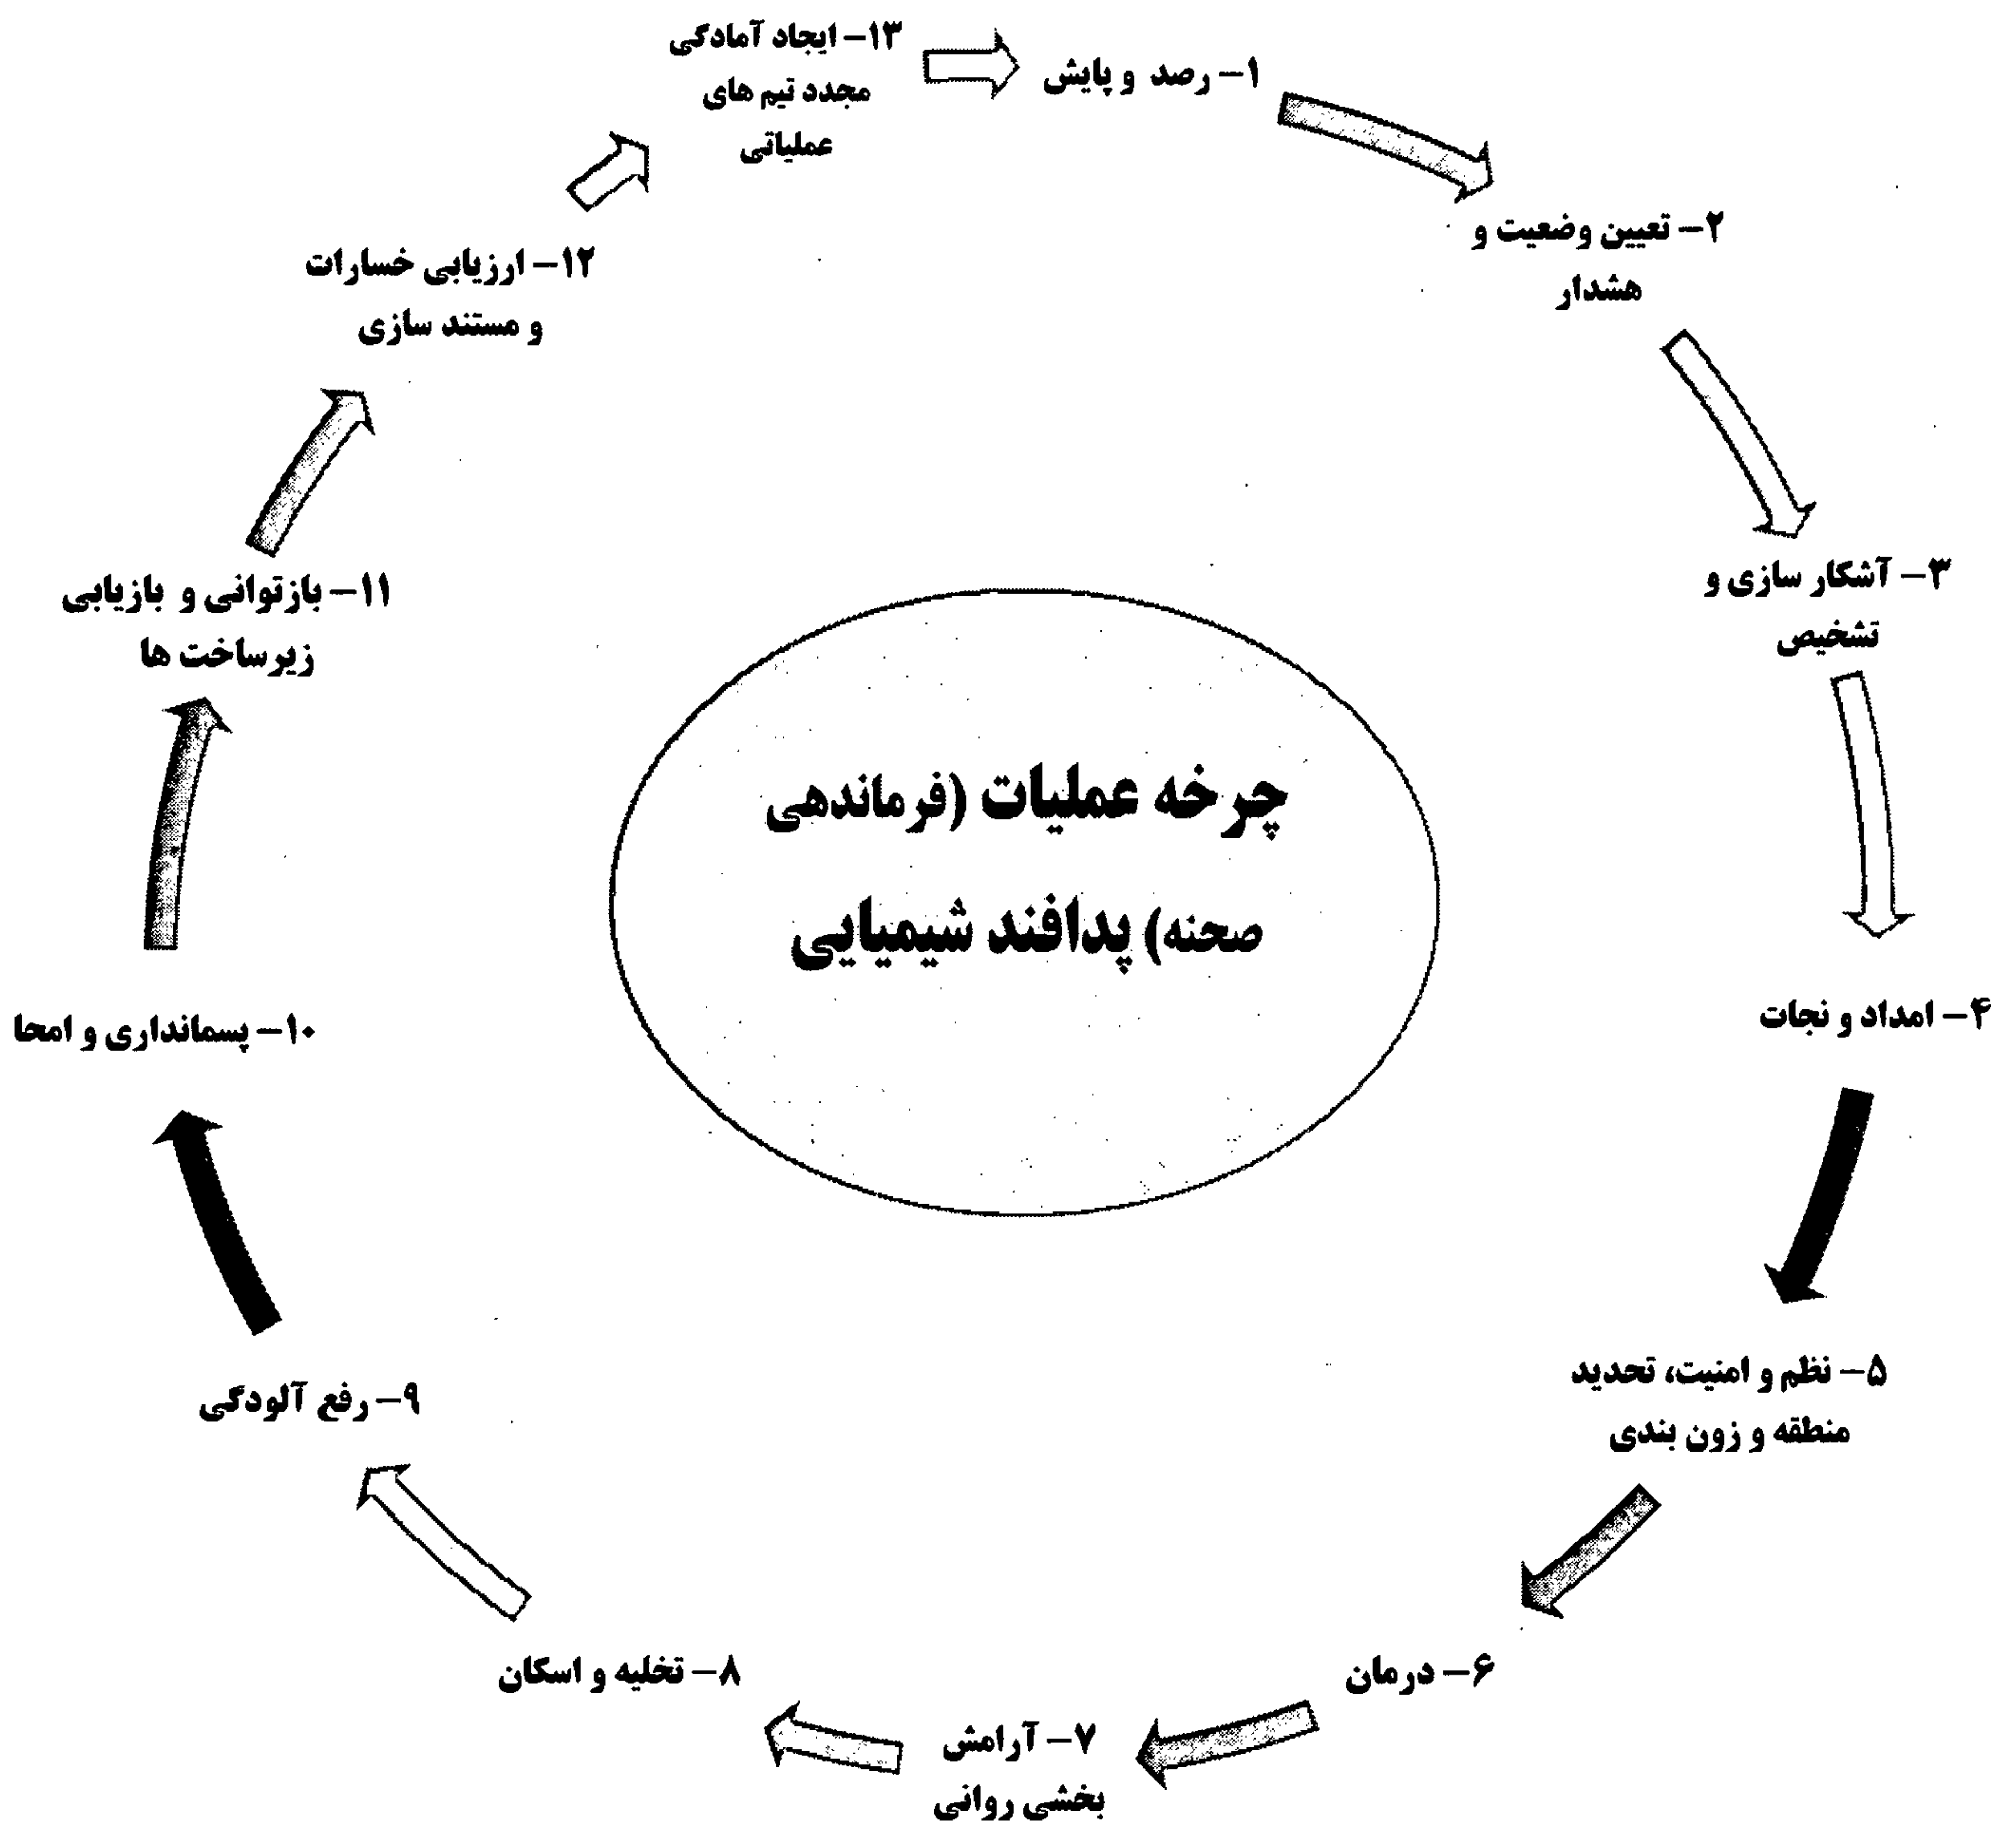 چرخه عملیات (فرماندهی
صحنه) پدافند شیمیایی
۱- رصد و پایش
۲- تعیین وضعیت و
هشدار
۳- آشکار سازی و
تشخیص
۴- امداد و نجات
۵- نظم و امنیت، تحدید
منطقه و زون بندی
۶- درمان
۷- آرامش
بخشی روانی
۸- تخلیه و اسکان
۹- رفع آلودگی
۱۰- پسمانداری و امحا
۱۱- بازتوانی و بازیابی
زیرساخت ها
۱۲- ارزیابی خسارات
و مستند سازی
۱۳- ایجاد آمادگی
مجدد تیم های
عملیاتی